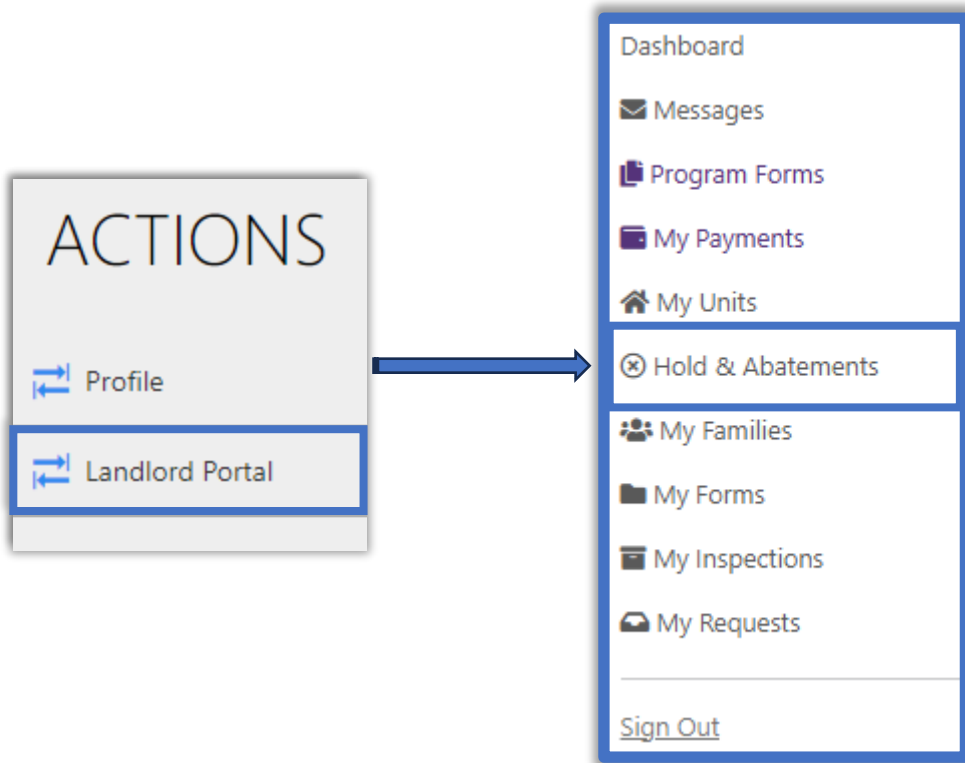 ACTIONS
Profile
Landlord Portal
Dashboard
Messages
Program Forms
My Payments
My Units
Hold & Abatements
My Families
My Forms
My Inspections
My Requests
Sign Out